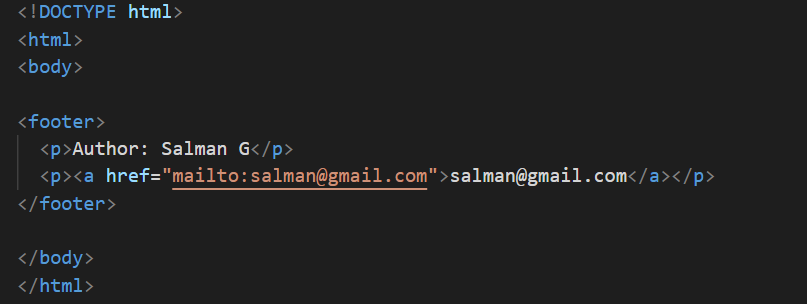 <!DOCTYPE html>
<html>
<body>
<footer>
<p>Author: Salman G</p>
<p><a href="mailto:salman@gmail.com">salman@gmail.com</a></p>
</footer>
</body>
</html>